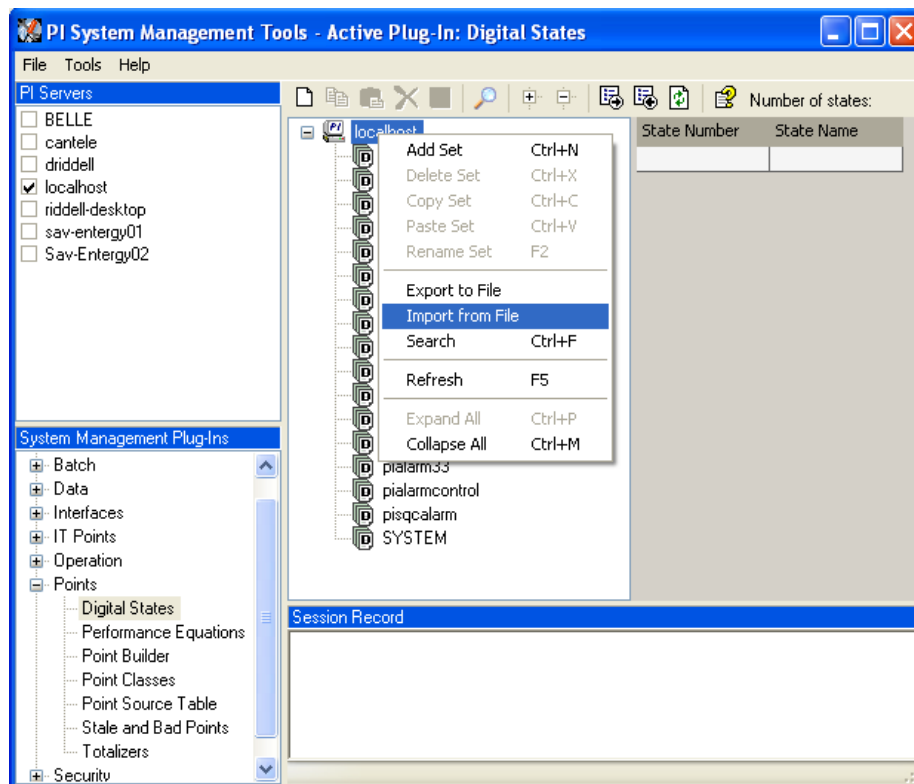 PI System Management Tools - Active Plug-In: Digital States
File Tools Help
PI Servers
BELLE
cantele
driddell
localhost
riddell-desktop
sav-entergy01
Sav-Entergy02
System Management Plug-Ins
Batch
Data
Interfaces
IT Points
Operation
Points
Digital States
Performance Equations
Point Builder
Point Classes
Point Source Table
Stale and Bad Points
Totalizers
Security
Number of states:
localhost
Add Set Ctrl+N
Delete Set Ctrl+X
Copy Set Ctrl+C
Paste Set Ctrl+V
Rename Set F2
Export to File
Import from File
Search Ctrl+F
Refresh F5
Expand All Ctrl+P
Collapse All Ctrl+M
pialarm33
pialarmcontrol
pisqcalarm
SYSTEM
State Number State Name
Session Record